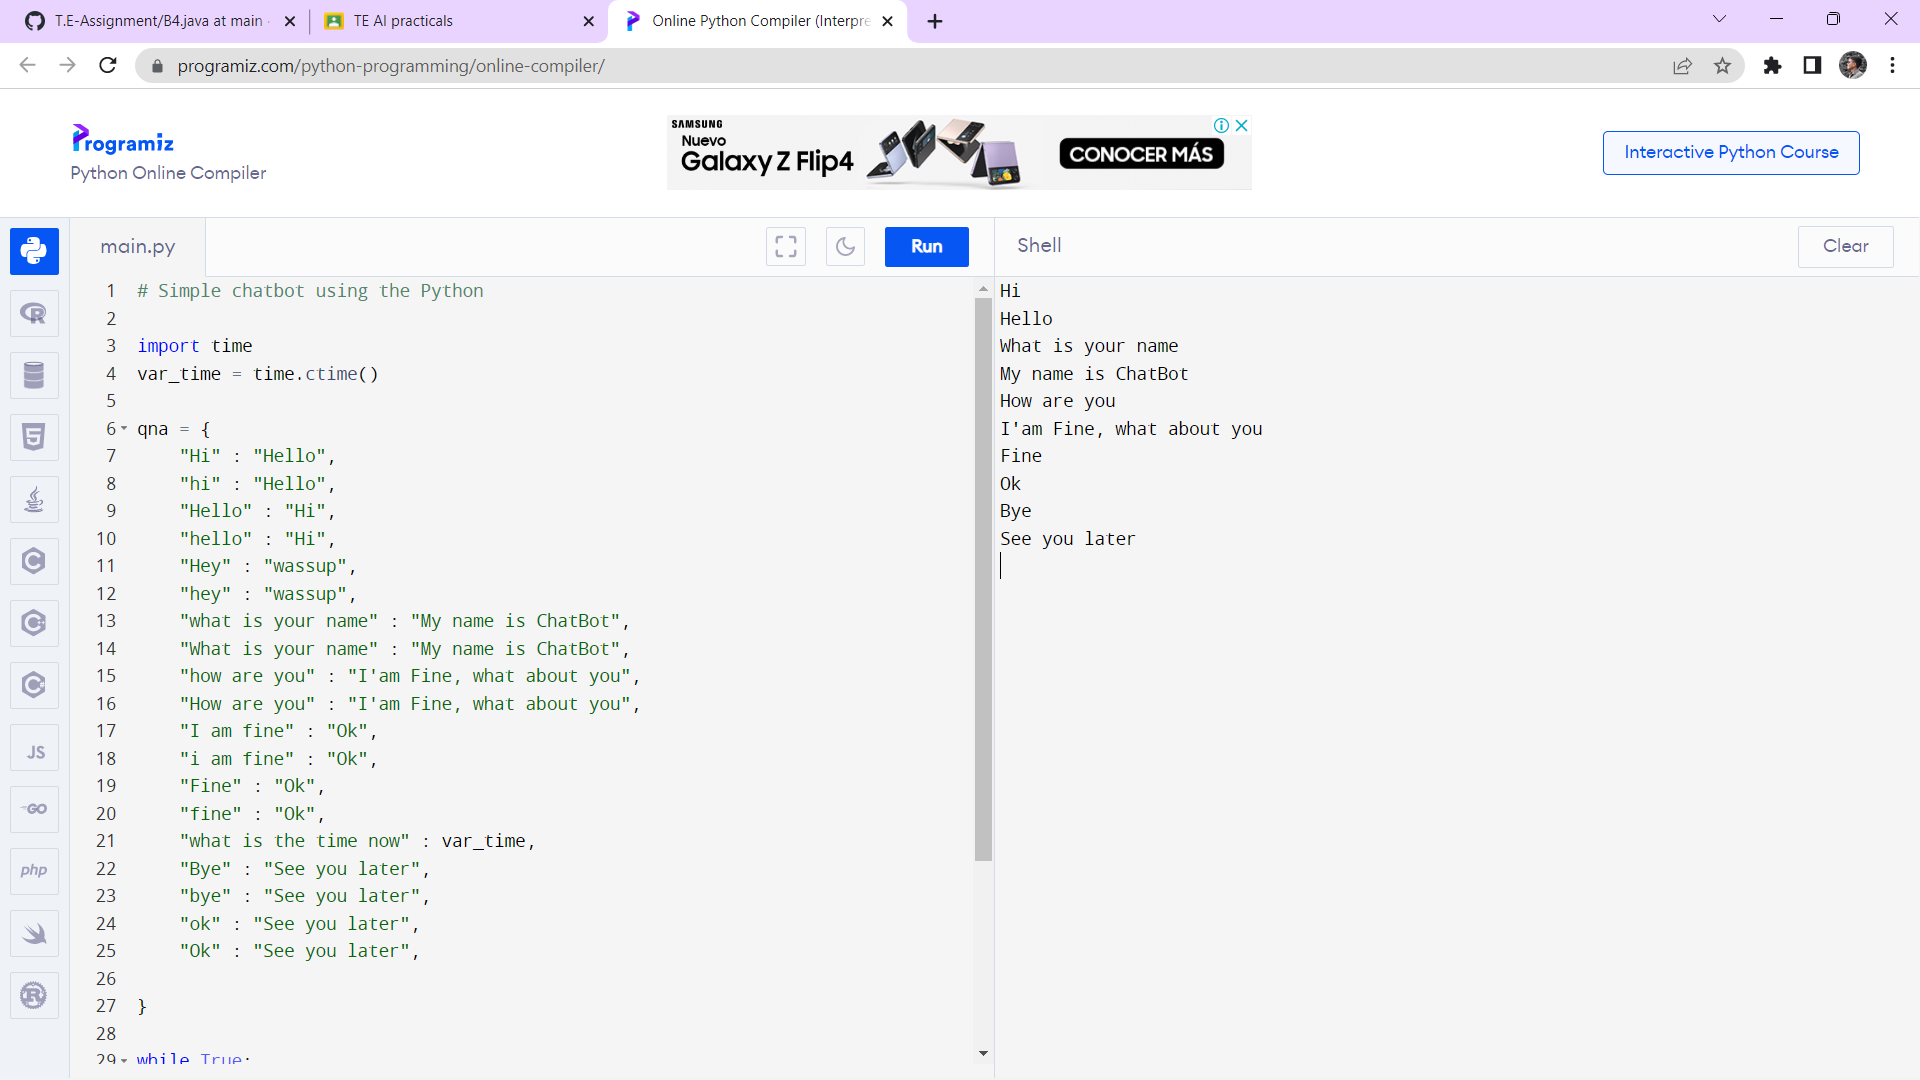 T.E-Assignment/B4.java at main
TE AI practicals
Online Python Compiler (Interpre
programiz.com/python-programming/online-compiler/
Programiz
Python Online Compiler
SAMSUNG
Nuevo
Galaxy Z Flip4
CONOCER MÁS
Interactive Python Course
main.py
Run
Shell
Clear
1 # Simple chatbot using the Python
2
3 import time
4 var_time = time.ctime()
5
6 qna = {
7 "Hi" : "Hello",
8 "hi" : "Hello",
9 "Hello" : "Hi",
10 "hello" : "Hi",
11 "Hey" : "wassup",
12 "hey" : "wassup",
13 "what is your name" : "My name is ChatBot",
14 "What is your name" : "My name is ChatBot",
15 "how are you" : "I'am Fine, what about you",
16 "How are you" : "I'am Fine, what about you",
17 "I am fine" : "Ok",
18 "i am fine" : "Ok",
19 "Fine" : "Ok",
20 "fine" : "Ok",
21 "what is the time now" : var_time,
22 "Bye" : "See you later",
23 "bye" : "See you later",
24 "ok" : "See you later",
25 "Ok" : "See you later",
26
27 }
28
29 while True:
Hi
Hello
What is your name
My name is ChatBot
How are you
I'am Fine, what about you
Fine
Ok
Bye
See you later
R
5
C
C
C
JS
GO
php
R